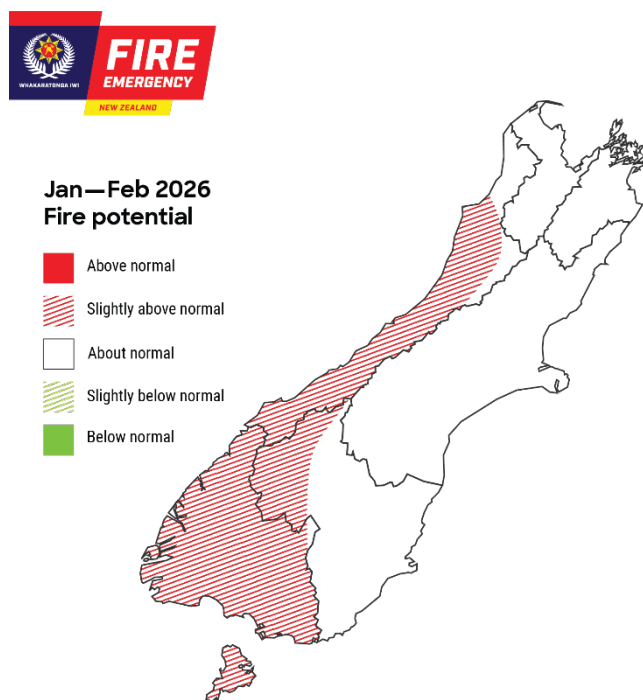 WHAKARATONGA IWI
FIRE
EMERGENCY
NEW ZEALAND
Jan—Feb 2026
Fire potential
Above normal
Slightly above normal
About normal
Slightly below normal
Below normal